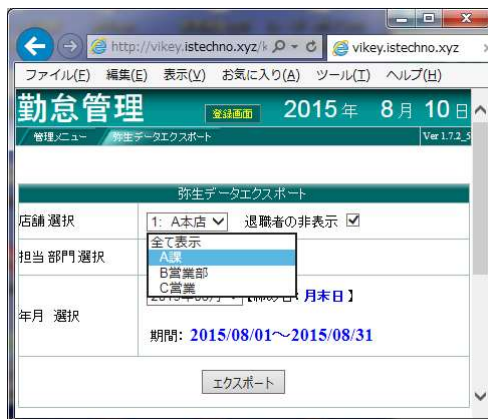 http://vikey.istechno.xyz/k
vikey.istechno.xyz
ファイル(F) 編集(E) 表示(V) お気に入り(A) ツール(T) ヘルプ(H)
勤怠管理 登録画面 2015年 8月 10日
管理メニュー 弥生データエクスポート Ver 1.7.2_5
弥生データエクスポート
店舗 選択 1: A本店 退職者の非表示
全て表示
担当 部門 選択 A課
B営業部
C営業
月末日 】
年月 選択
期間: 2015/08/01~2015/08/31
エクスポート